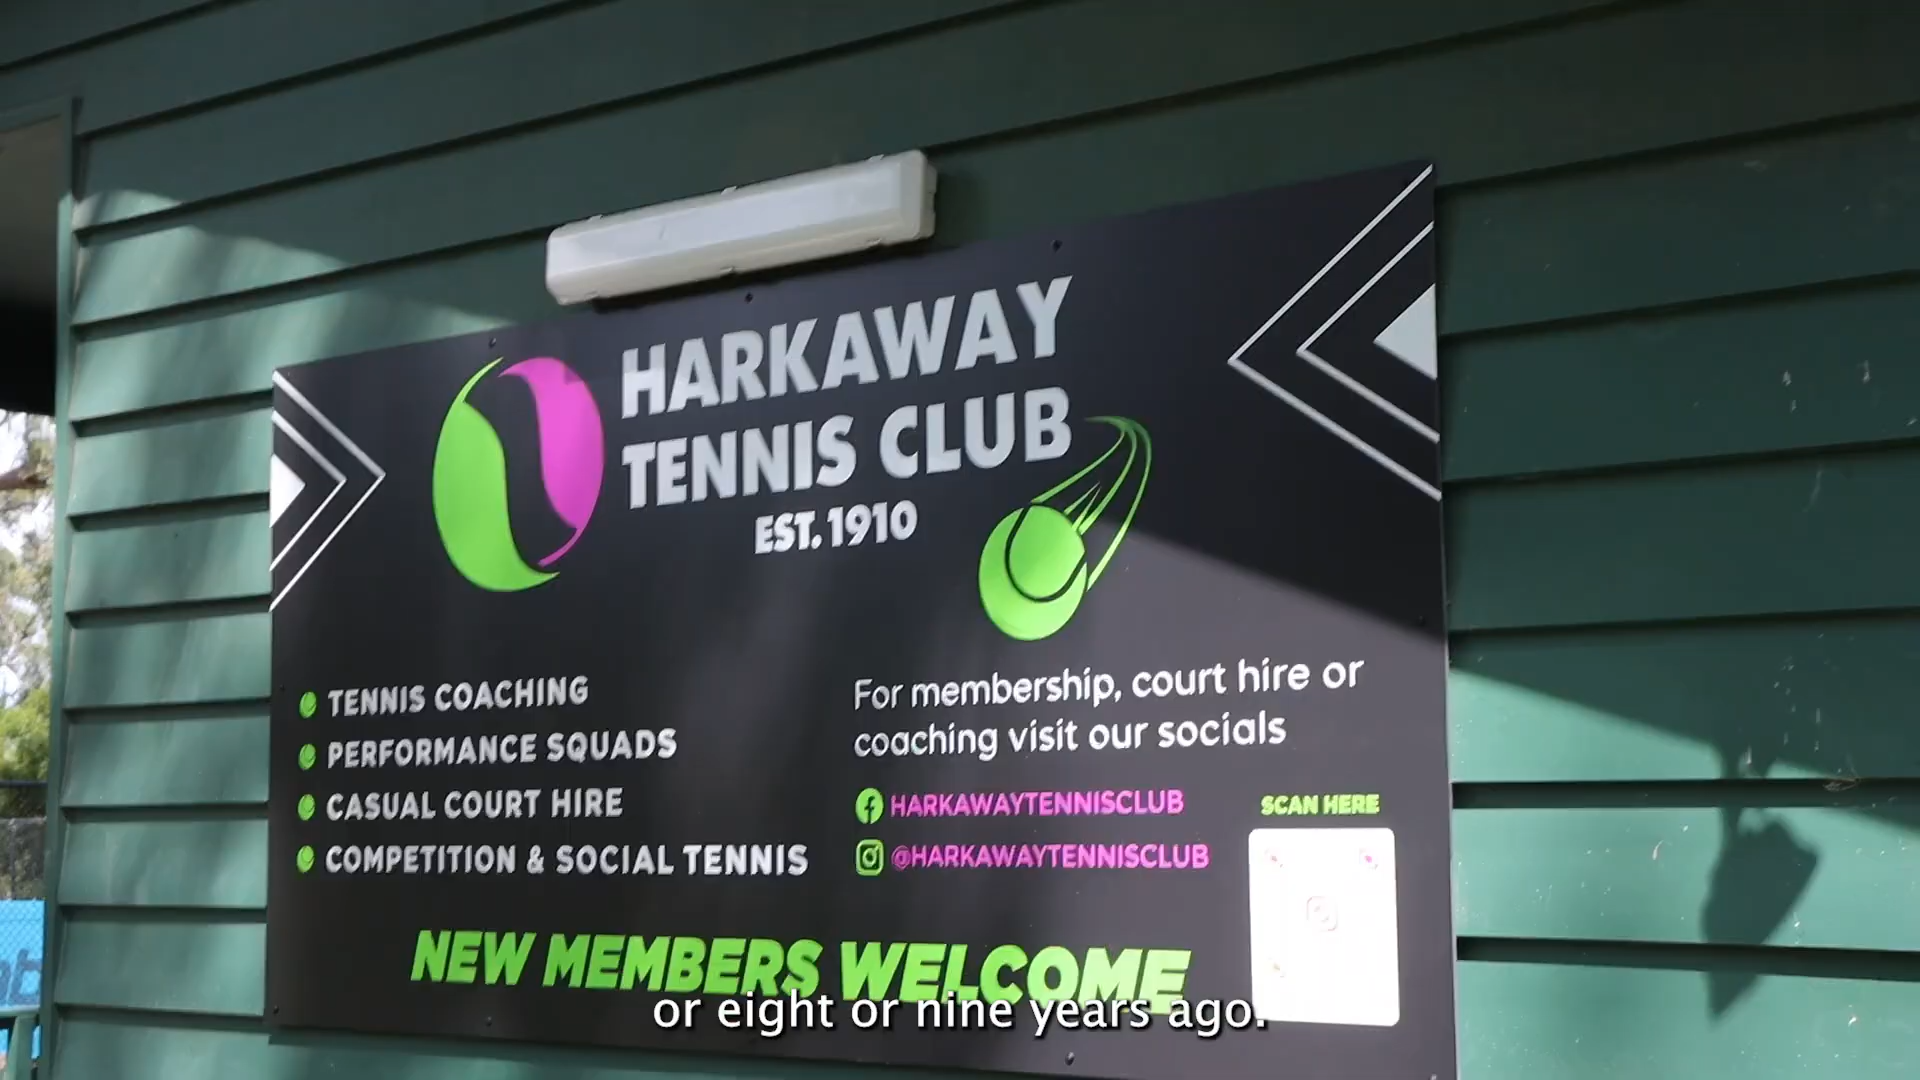 HARKAWAY
TENNIS CLUB
EST. 1910
TENNIS COACHING
PERFORMANCE SQUADS
CASUAL COURT HIRE
COMPETITION & SOCIAL TENNIS
For membership, court hire or
coaching visit our socials
HARKAWAYTENNISCLUB
@HARKAWAYTENNISCLUB
SCAN HERE
NEW MEMBERS WELCOME
or eight or nine years ago.